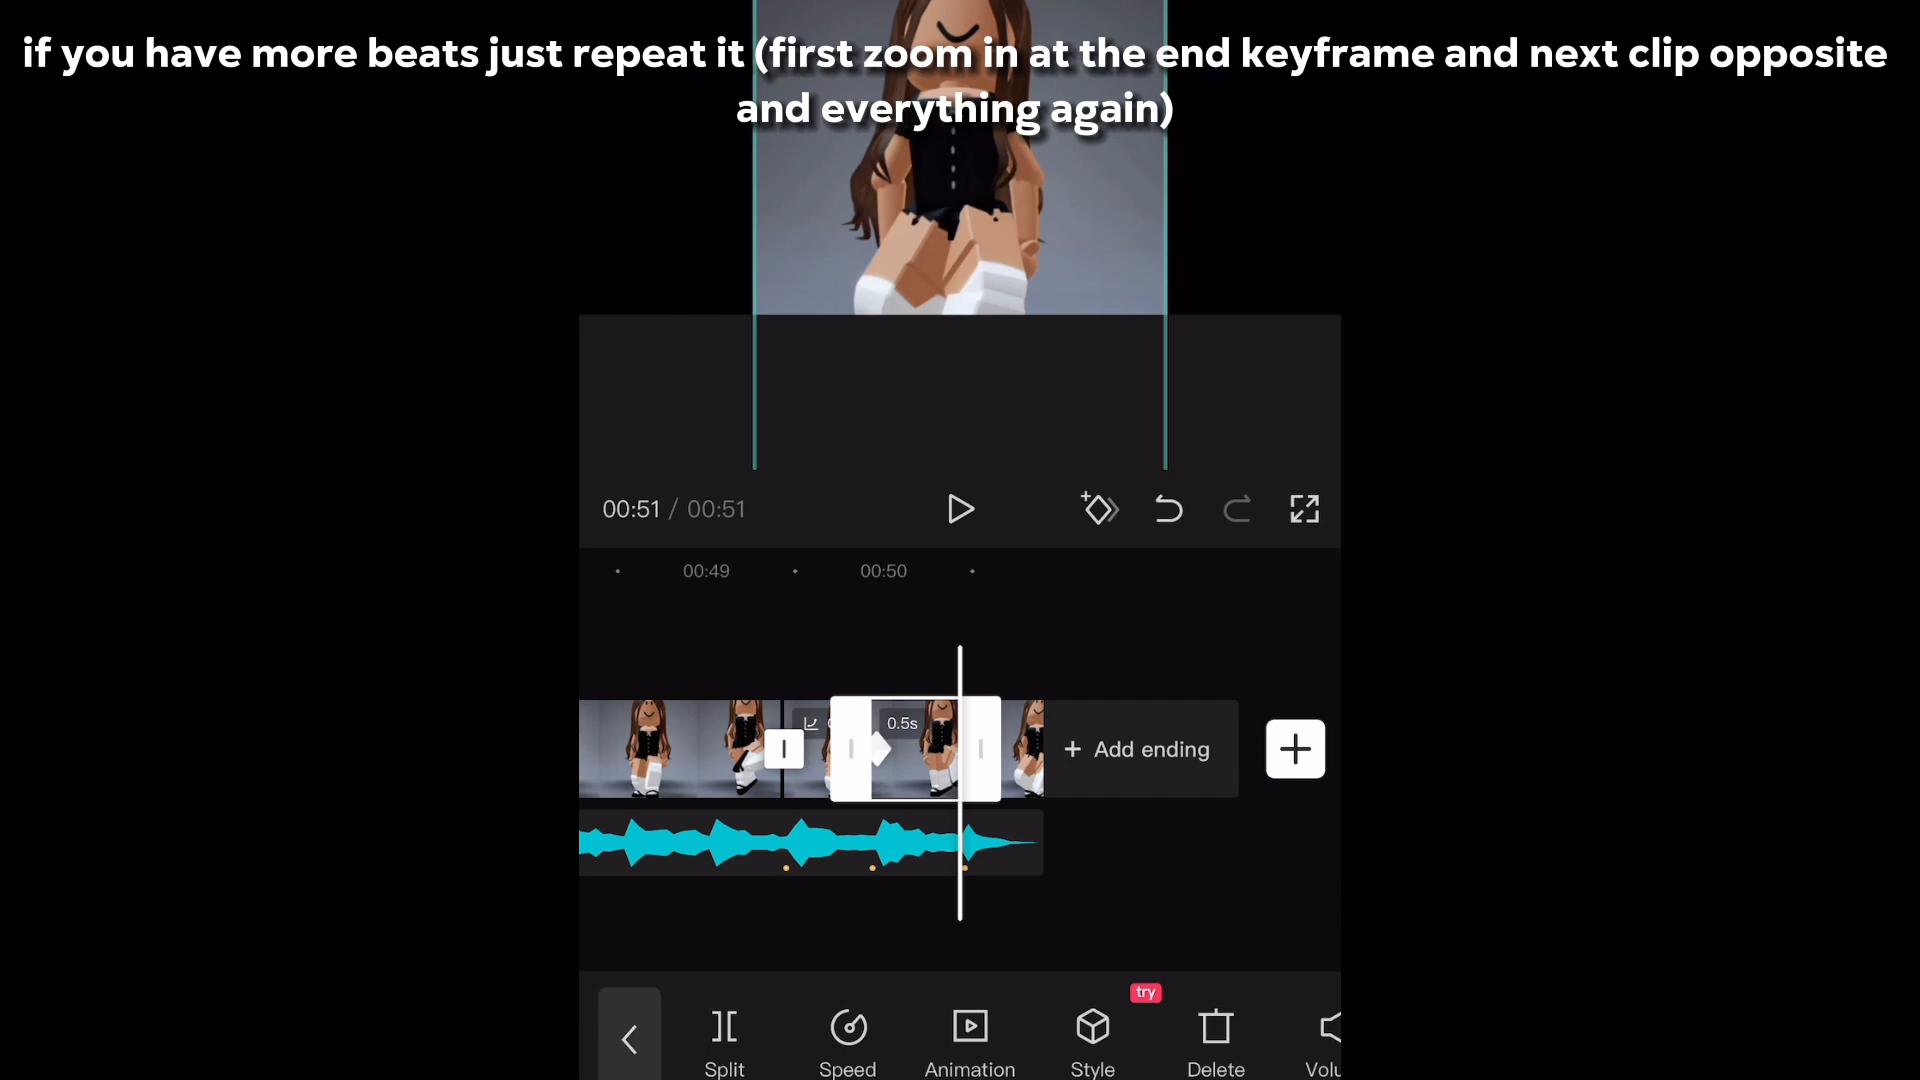 if you have more beats just repeat it (first zoom in at the end keyframe and next clip opposite
and everything again)
00:51 / 00:51
00:49
00:50
0.5s
+ Add ending
try
Split
Speed
Animation
Style
Delete